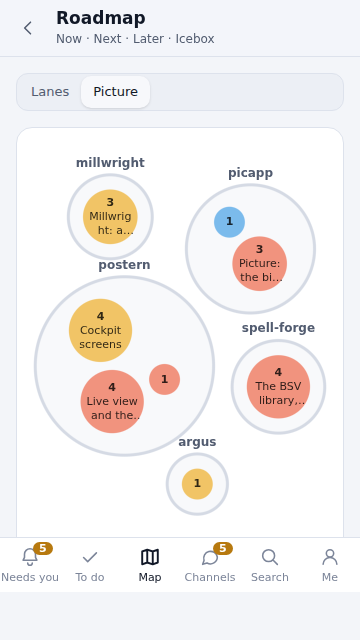 Roadmap
Now · Next · Later · Icebox
Lanes
Picture
millwright
3
Millwrig
ht: a...
picapp
1
3
Picture:
the bi...
postern
4
Cockpit
screens
4
Live view
and the..
1
spell-forge
4
The BSV
library,..
argus
1
5
Needs you
To do
Map
5
Channels
Search
Me